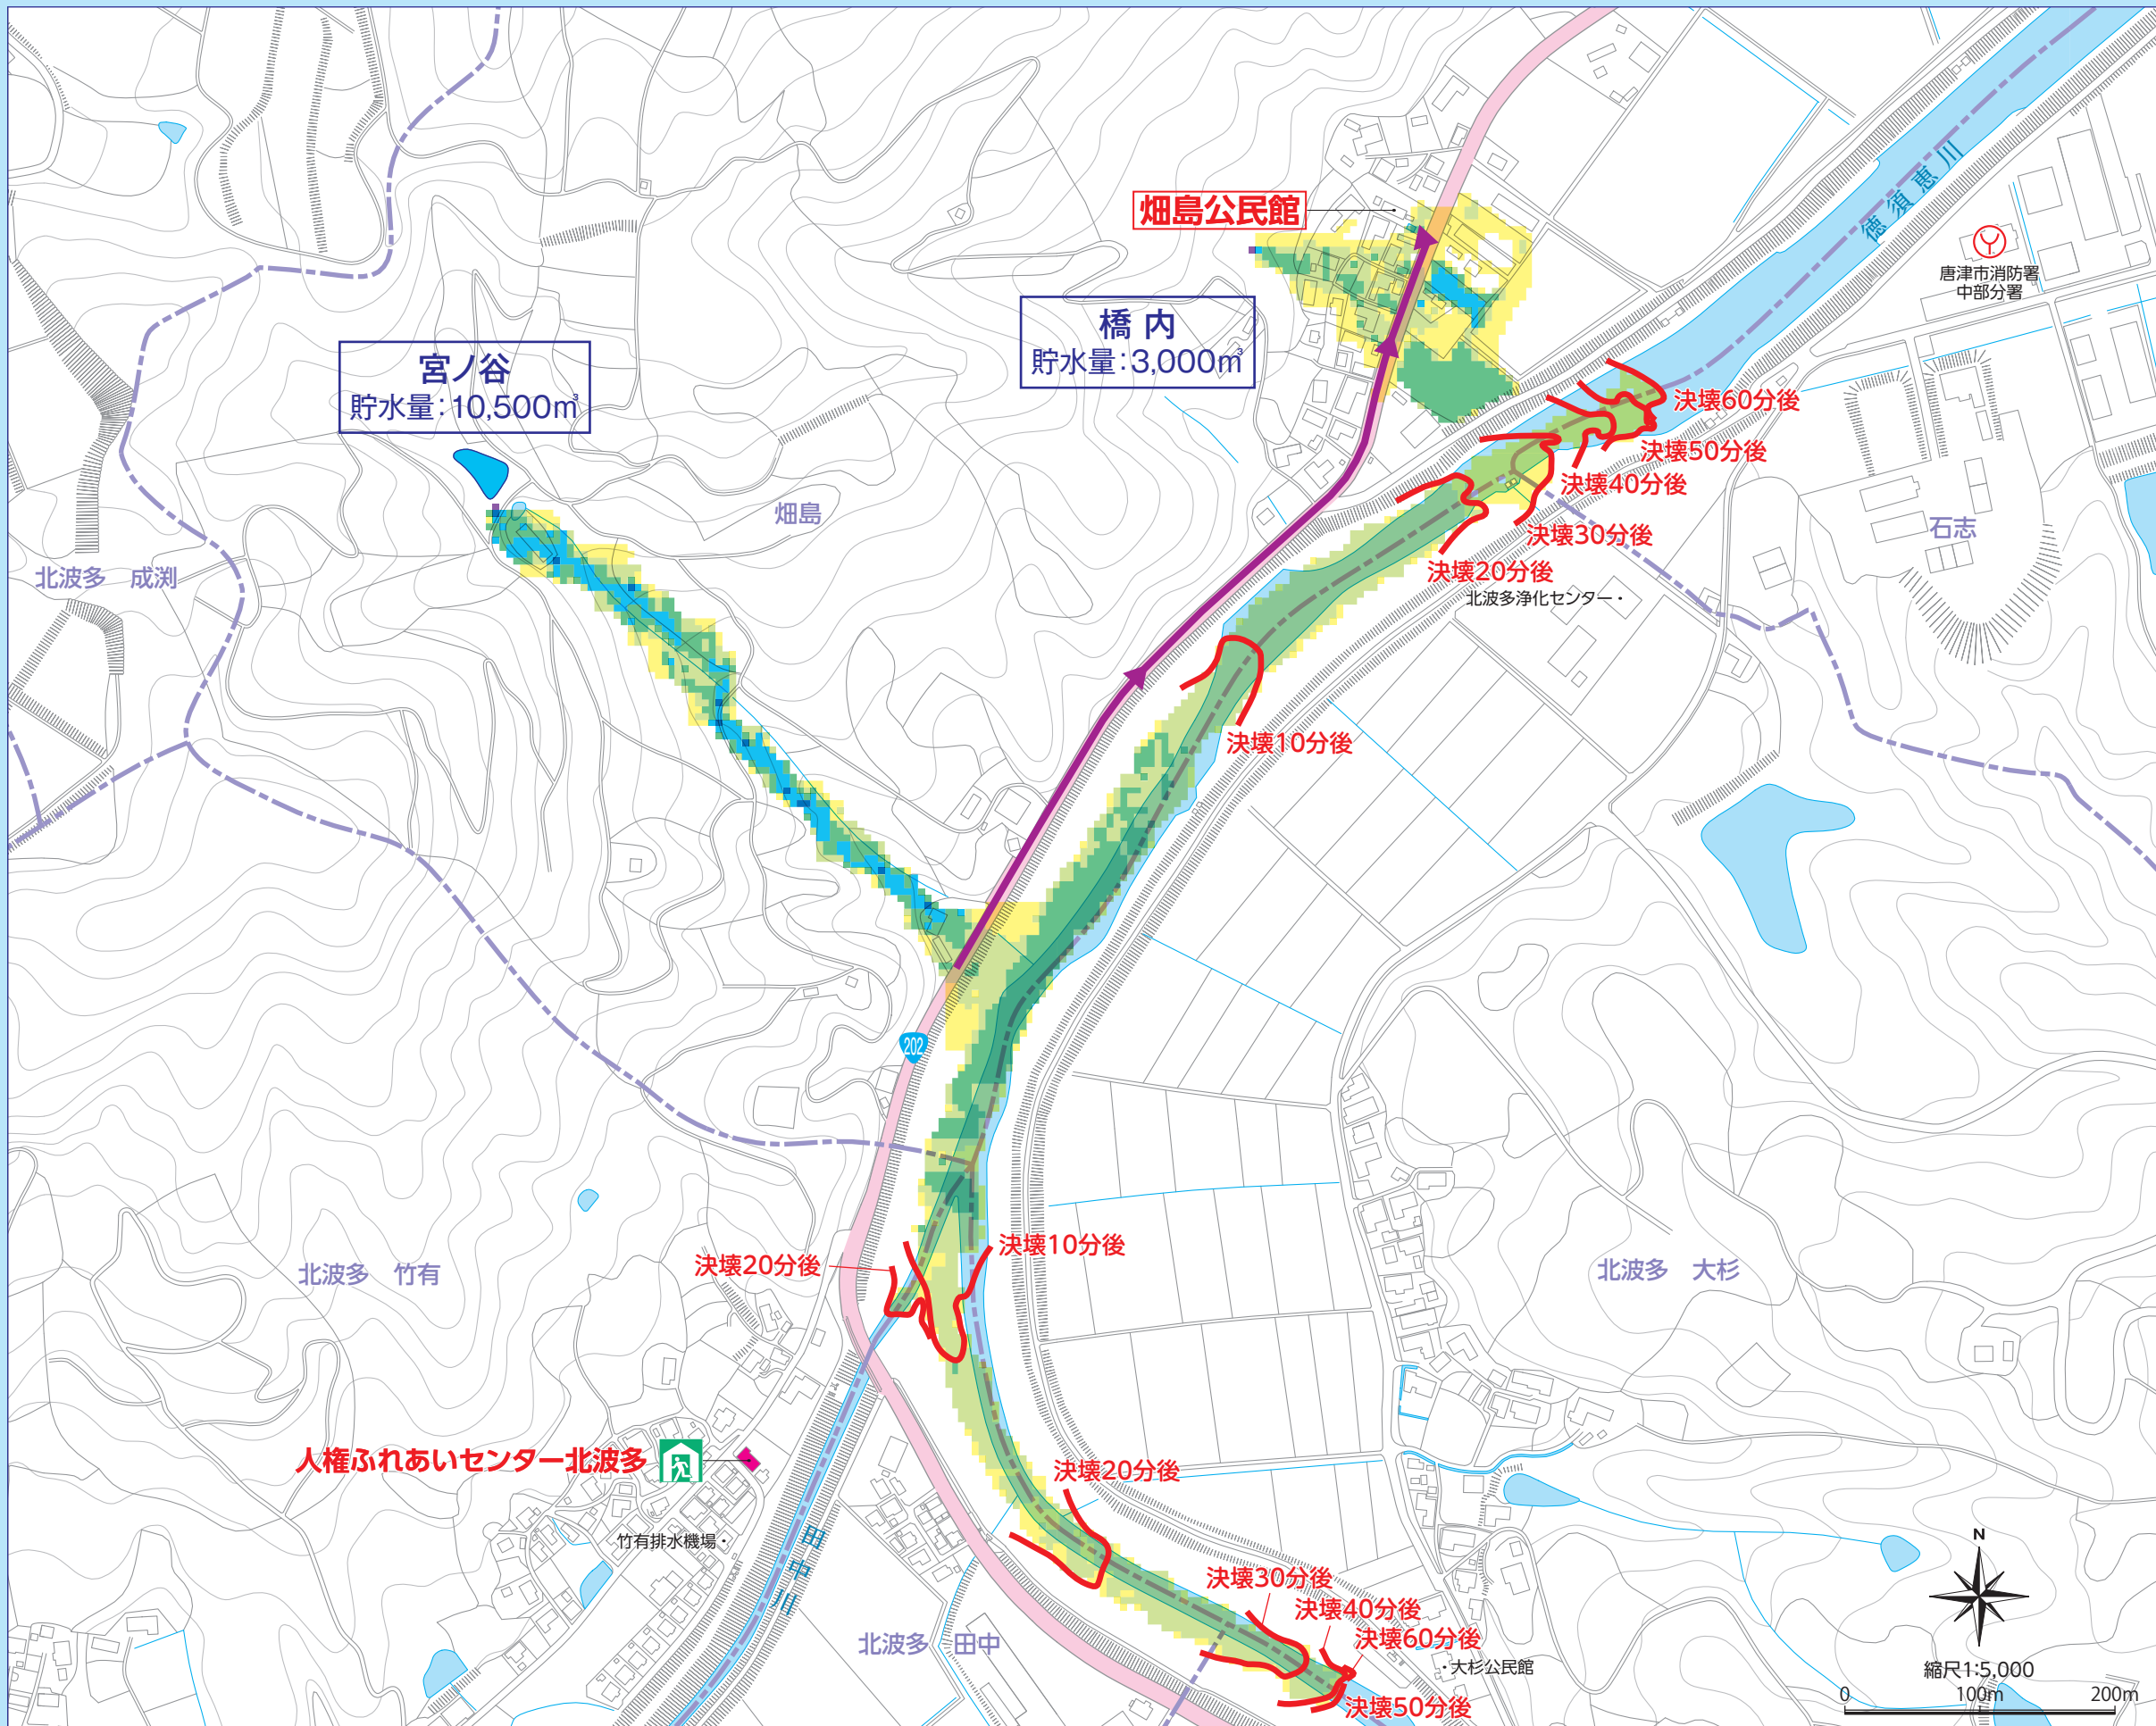 徳須恵川
畑島公民館
唐津市消防署
中部分署
橋内
貯水量:3,000㎥
宮ノ谷
貯水量:10,500㎥
決壊60分後
決壊50分後
決壊40分後
決壊30分後
決壊20分後
畑島
石志
北波多 成渕
北波多浄化センター・
決壊10分後
202
決壊10分後
決壊20分後
北波多 竹有
北波多 大杉
人権ふれあいセンター北波多
決壊20分後
竹有排水機場・
田中川
決壊30分後
決壊40分後
決壊60分後
決壊50分後
北波多 田中
・大杉公民館
N
縮尺1:5,000
0 100m 200m